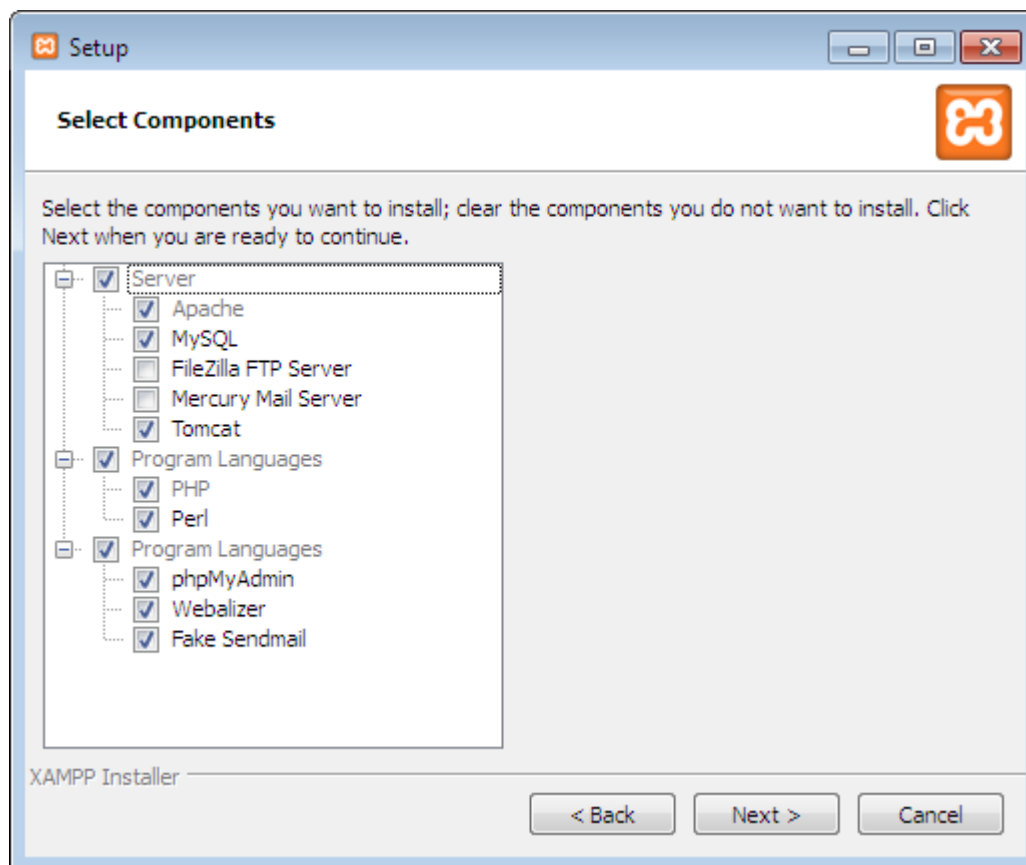 Setup
Select Components
Select the components you want to install; clear the components you do not want to install. Click
Next when you are ready to continue.
Server
Apache
MySQL
FileZilla FTP Server
Mercury Mail Server
Tomcat
Program Languages
PHP
Perl
Program Languages
phpMyAdmin
Webalizer
Fake Sendmail
XAMPP Installer
< Back
Next >
Cancel